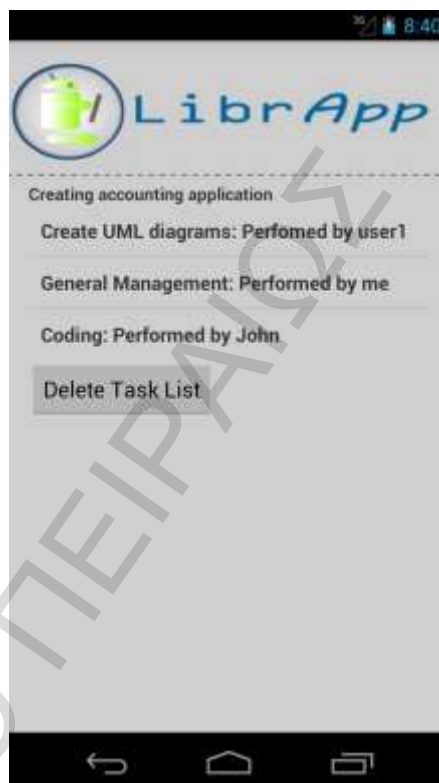 3G 8:40
LibrApp
Creating accounting application
Create UML diagrams: Perfomed by user1
General Management: Performed by me
Coding: Performed by John
Delete Task List
ΠΕΙΡΑΙΩΣ